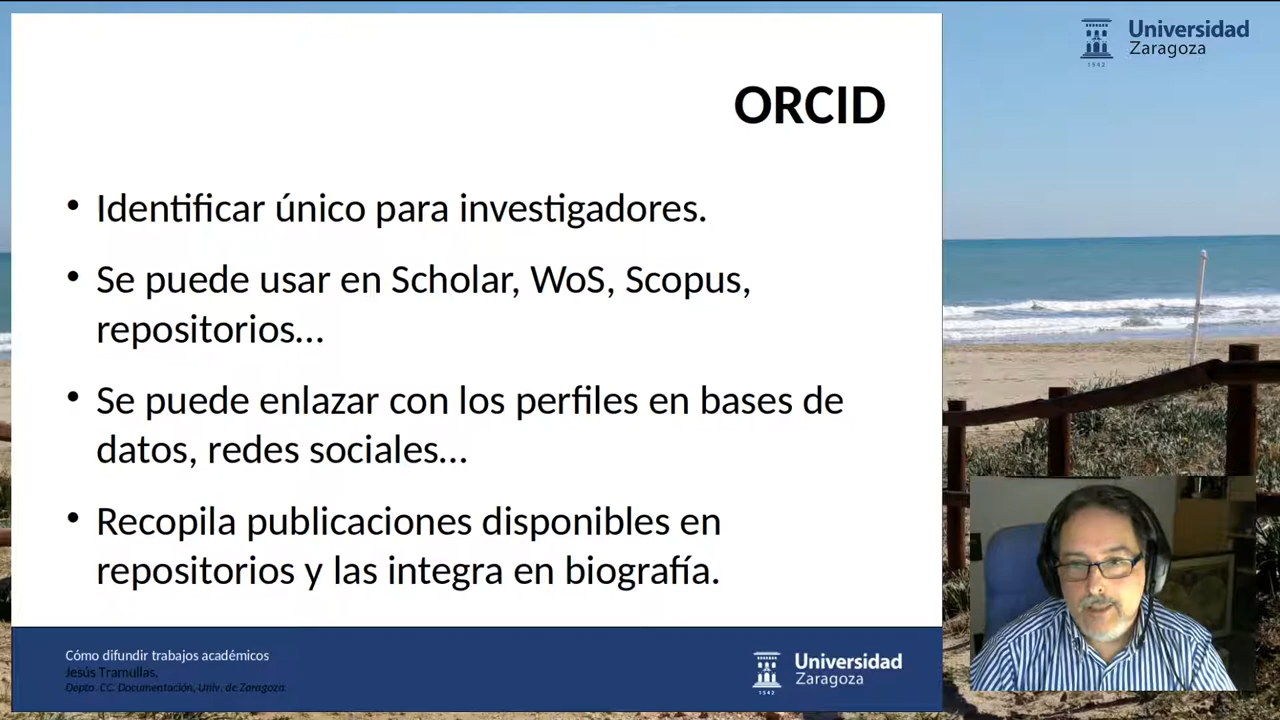 Universidad
Zaragoza
1542
ORCID
• Identificar único para investigadores.
• Se puede usar en Scholar, WoS, Scopus,
repositorios…
• Se puede enlazar con los perfiles en bases de
datos, redes sociales…
• Recopila publicaciones disponibles en
repositorios y las integra en biografía.
Cómo difundir trabajos académicos
Jesús Tramullas.
Depto. CC. Documentación, Univ. de Zaragoza.
Universidad
Zaragoza
1542